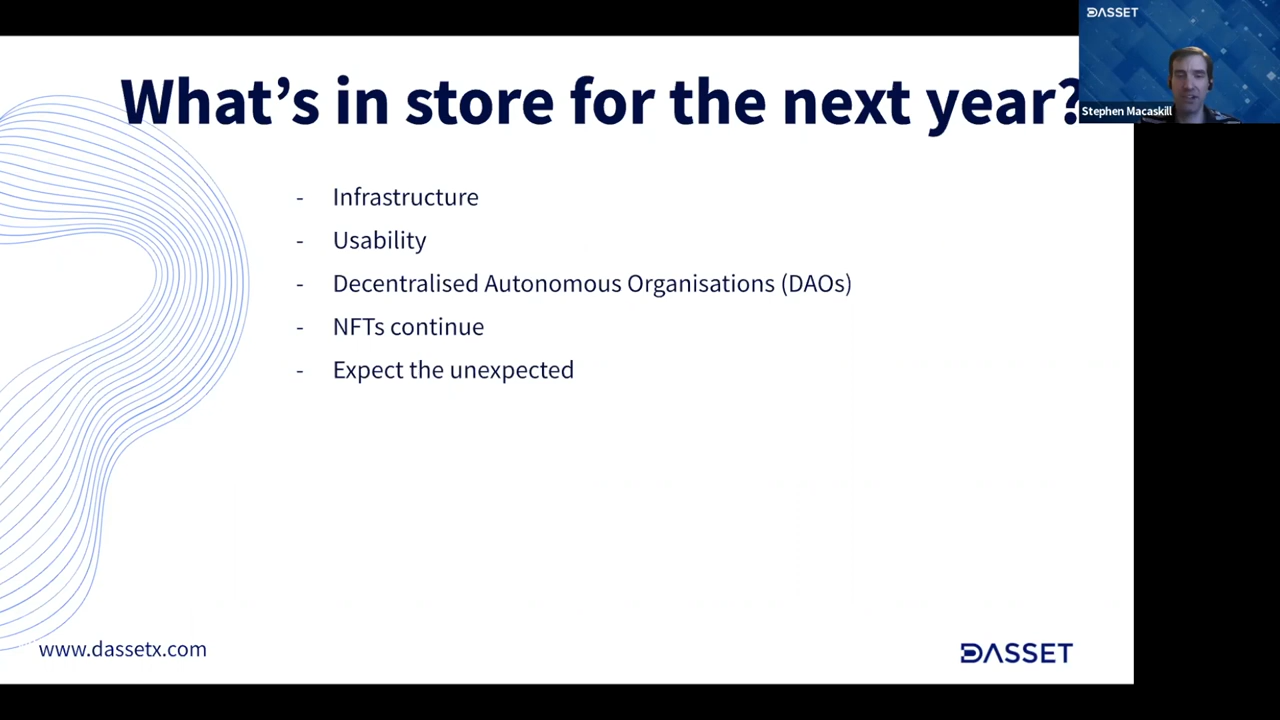 What's in store for the next year?
- Infrastructure
- Usability
- Decentralised Autonomous Organisations (DAOs)
- NFTs continue
- Expect the unexpected
www.dassetx.com
DASSET
DASSET
Stephen Macaskill